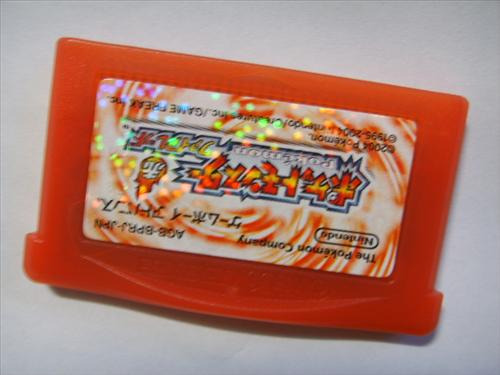 The Pokémon Company
Nintendo
AGB-BPRJ-JPN
ゲームボーイアドバンス
ポケットモンスター
POKéMON
ファイアレッド
©2004 Pokémon.
©1995-2004 Nintendo/Creatures inc./GAME FREAK inc.